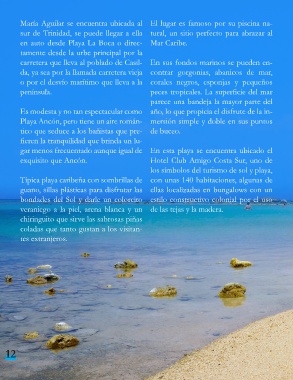 María Aguilar se encuentra ubicada al
sur de Trinidad, se puede llegar a ella
en auto desde Playa La Boca o direc-
tamente desde la urbe principal por la
carretera que lleva al poblado de Casil-
da, ya sea por la llamada carretera vieja
o por el desvío marítimo que lleva a la
península.
Es modesta y no tan espectacular como
Playa Ancón, pero tiene un aire román-
tico que seduce a los bañistas que pre-
fieren la tranquilidad que brinda un lu-
gar menos frecuentado aunque igual de
exquisito que Ancón.
Típica playa caribeña con sombrillas de
guano, sillas plásticas para disfrutar las
bondades del Sol y darle un colorcito
veraniego a la piel, arena blanca y un
chiringuito que sirve las sabrosas piñas
coladas que tanto gustan a los visitan-
tes extranjeros.
El lugar es famoso por su piscina na-
tural, un sitio perfecto para abrazar al
Mar Caribe.
En sus fondos marinos se pueden en-
contrar gorgonias, abanicos de mar,
corales negros, esponjas y pequeños
peces tropicales. La superficie del mar
parece una bandeja la mayor parte del
año, lo que propicia el disfrute de la in-
mersión simple y doble en sus puntos
de buceo.
En esta playa se encuentra ubicado el
Hotel Club Amigo Costa Sur, uno de
los símbolos del turismo de sol y playa,
con unas 140 habitaciones, algunas de
ellas localizadas en bungalows con un
estilo constructivo colonial por el uso
de las tejas y la madera.
12